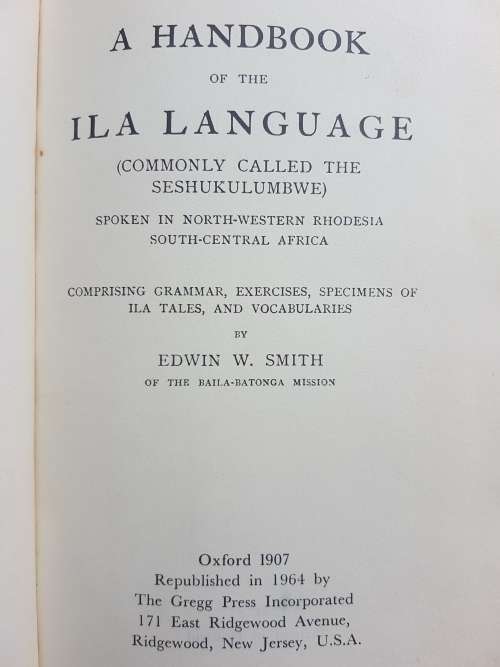 A HANDBOOK
OF THE
ILA LANGUAGE
(COMMONLY CALLED THE
SESHUKULUMBWE)
SPOKEN IN NORTH-WESTERN RHODESIA
SOUTH-CENTRAL AFRICA
COMPRISING GRAMMAR, EXERCISES, SPECIMENS OF
ILA TALES, AND VOCABULARIES
BY
EDWIN W. SMITH
OF THE BAILA-BATONGA MISSION
Oxford 1907
Republished in 1964 by
The Gregg Press Incorporated
171 East Ridgewood Avenue,
Ridgewood, New Jersey, U.S.A.